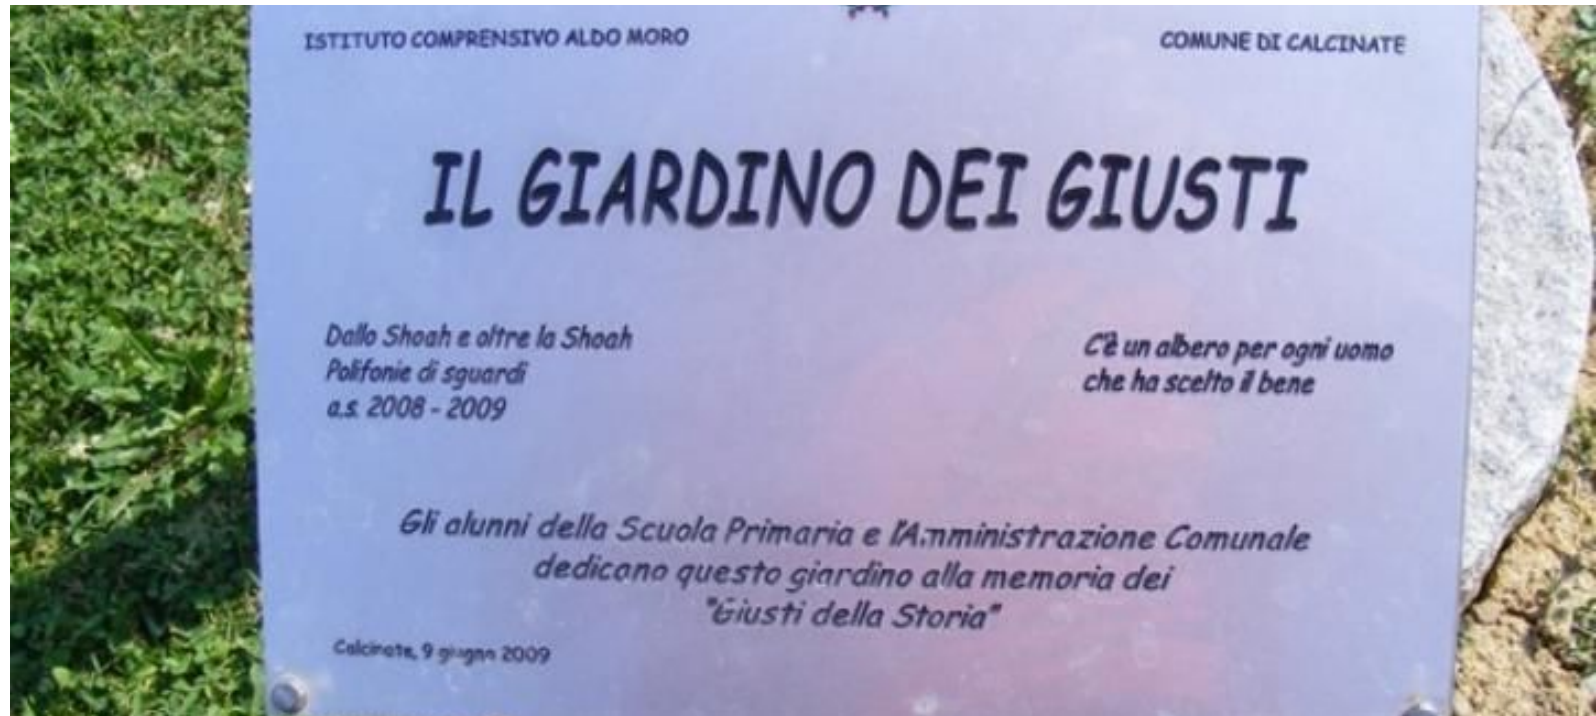 ISTITUTO COMPRENSIVO ALDO MORO
COMUNE DI CALCINATE
IL GIARDINO DEI GIUSTI
Dallo Shoah e oltre la Shoah
Polifonie di sguardi
a.s. 2008 - 2009
C'è un albero per ogni uomo
che ha scelto il bene
Gli alunni della Scuola Primaria e l'Amministrazione Comunale
dedicano questo giardino alla memoria dei
"Giusti della Storia"
Calcinate, 9 giugno 2009